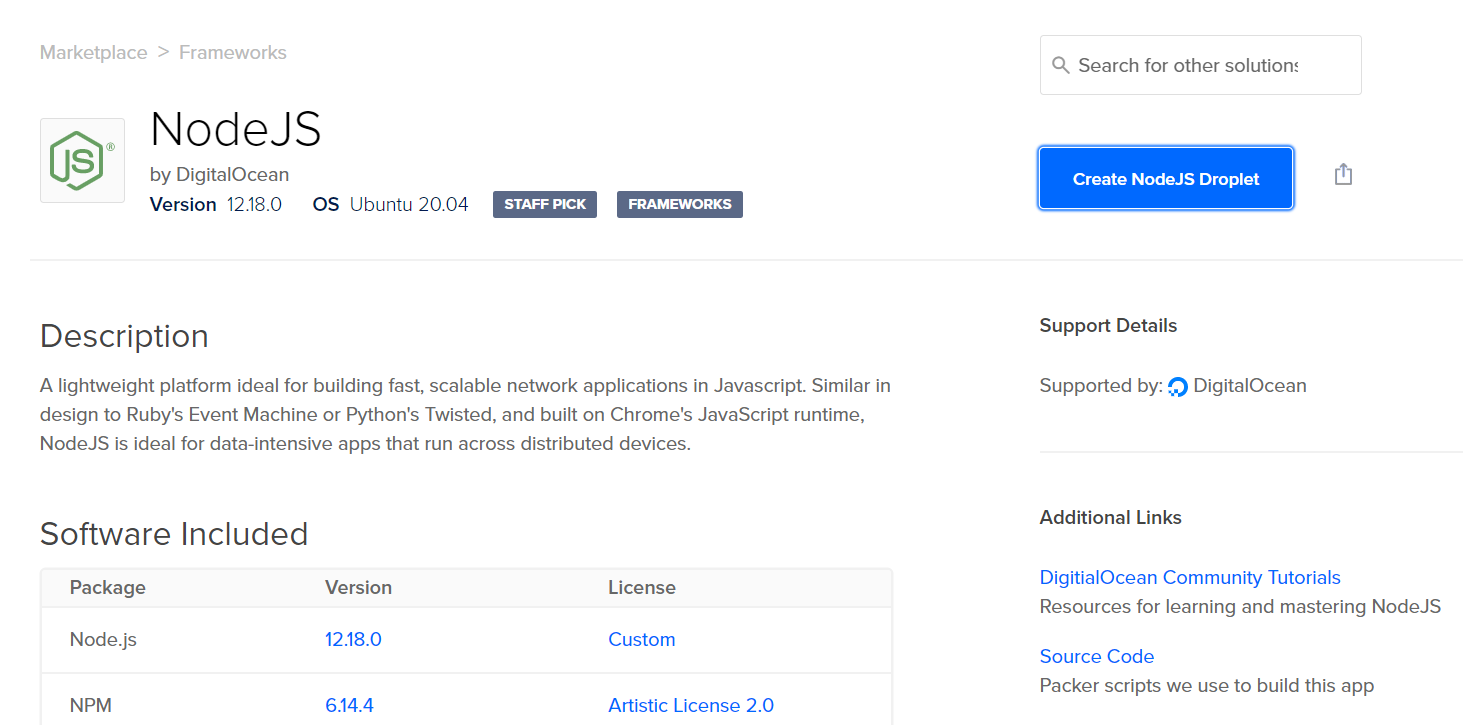 Marketplace > Frameworks
Search for other solutions
JS ®
NodeJS
by DigitalOcean
Version 12.18.0 OS Ubuntu 20.04 STAFF PICK FRAMEWORKS
Create NodeJS Droplet
Description
A lightweight platform ideal for building fast, scalable network applications in Javascript. Similar in
design to Ruby's Event Machine or Python's Twisted, and built on Chrome's JavaScript runtime,
NodeJS is ideal for data-intensive apps that run across distributed devices.
Software Included
Package Version License
Node.js 12.18.0 Custom
NPM 6.14.4 Artistic License 2.0
Support Details
Supported by: DigitalOcean
Additional Links
DigitialOcean Community Tutorials
Resources for learning and mastering NodeJS
Source Code
Packer scripts we use to build this app